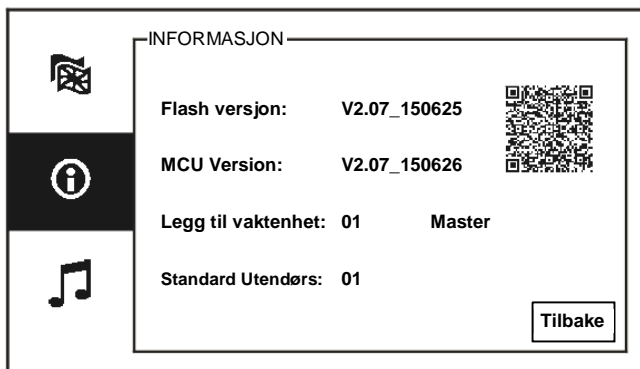 INFORMASJON
Flash versjon: V2.07_150625
MCU Version: V2.07_150626
Legg til vaktenhet: 01 Master
Standard Utendørs: 01
Tilbake